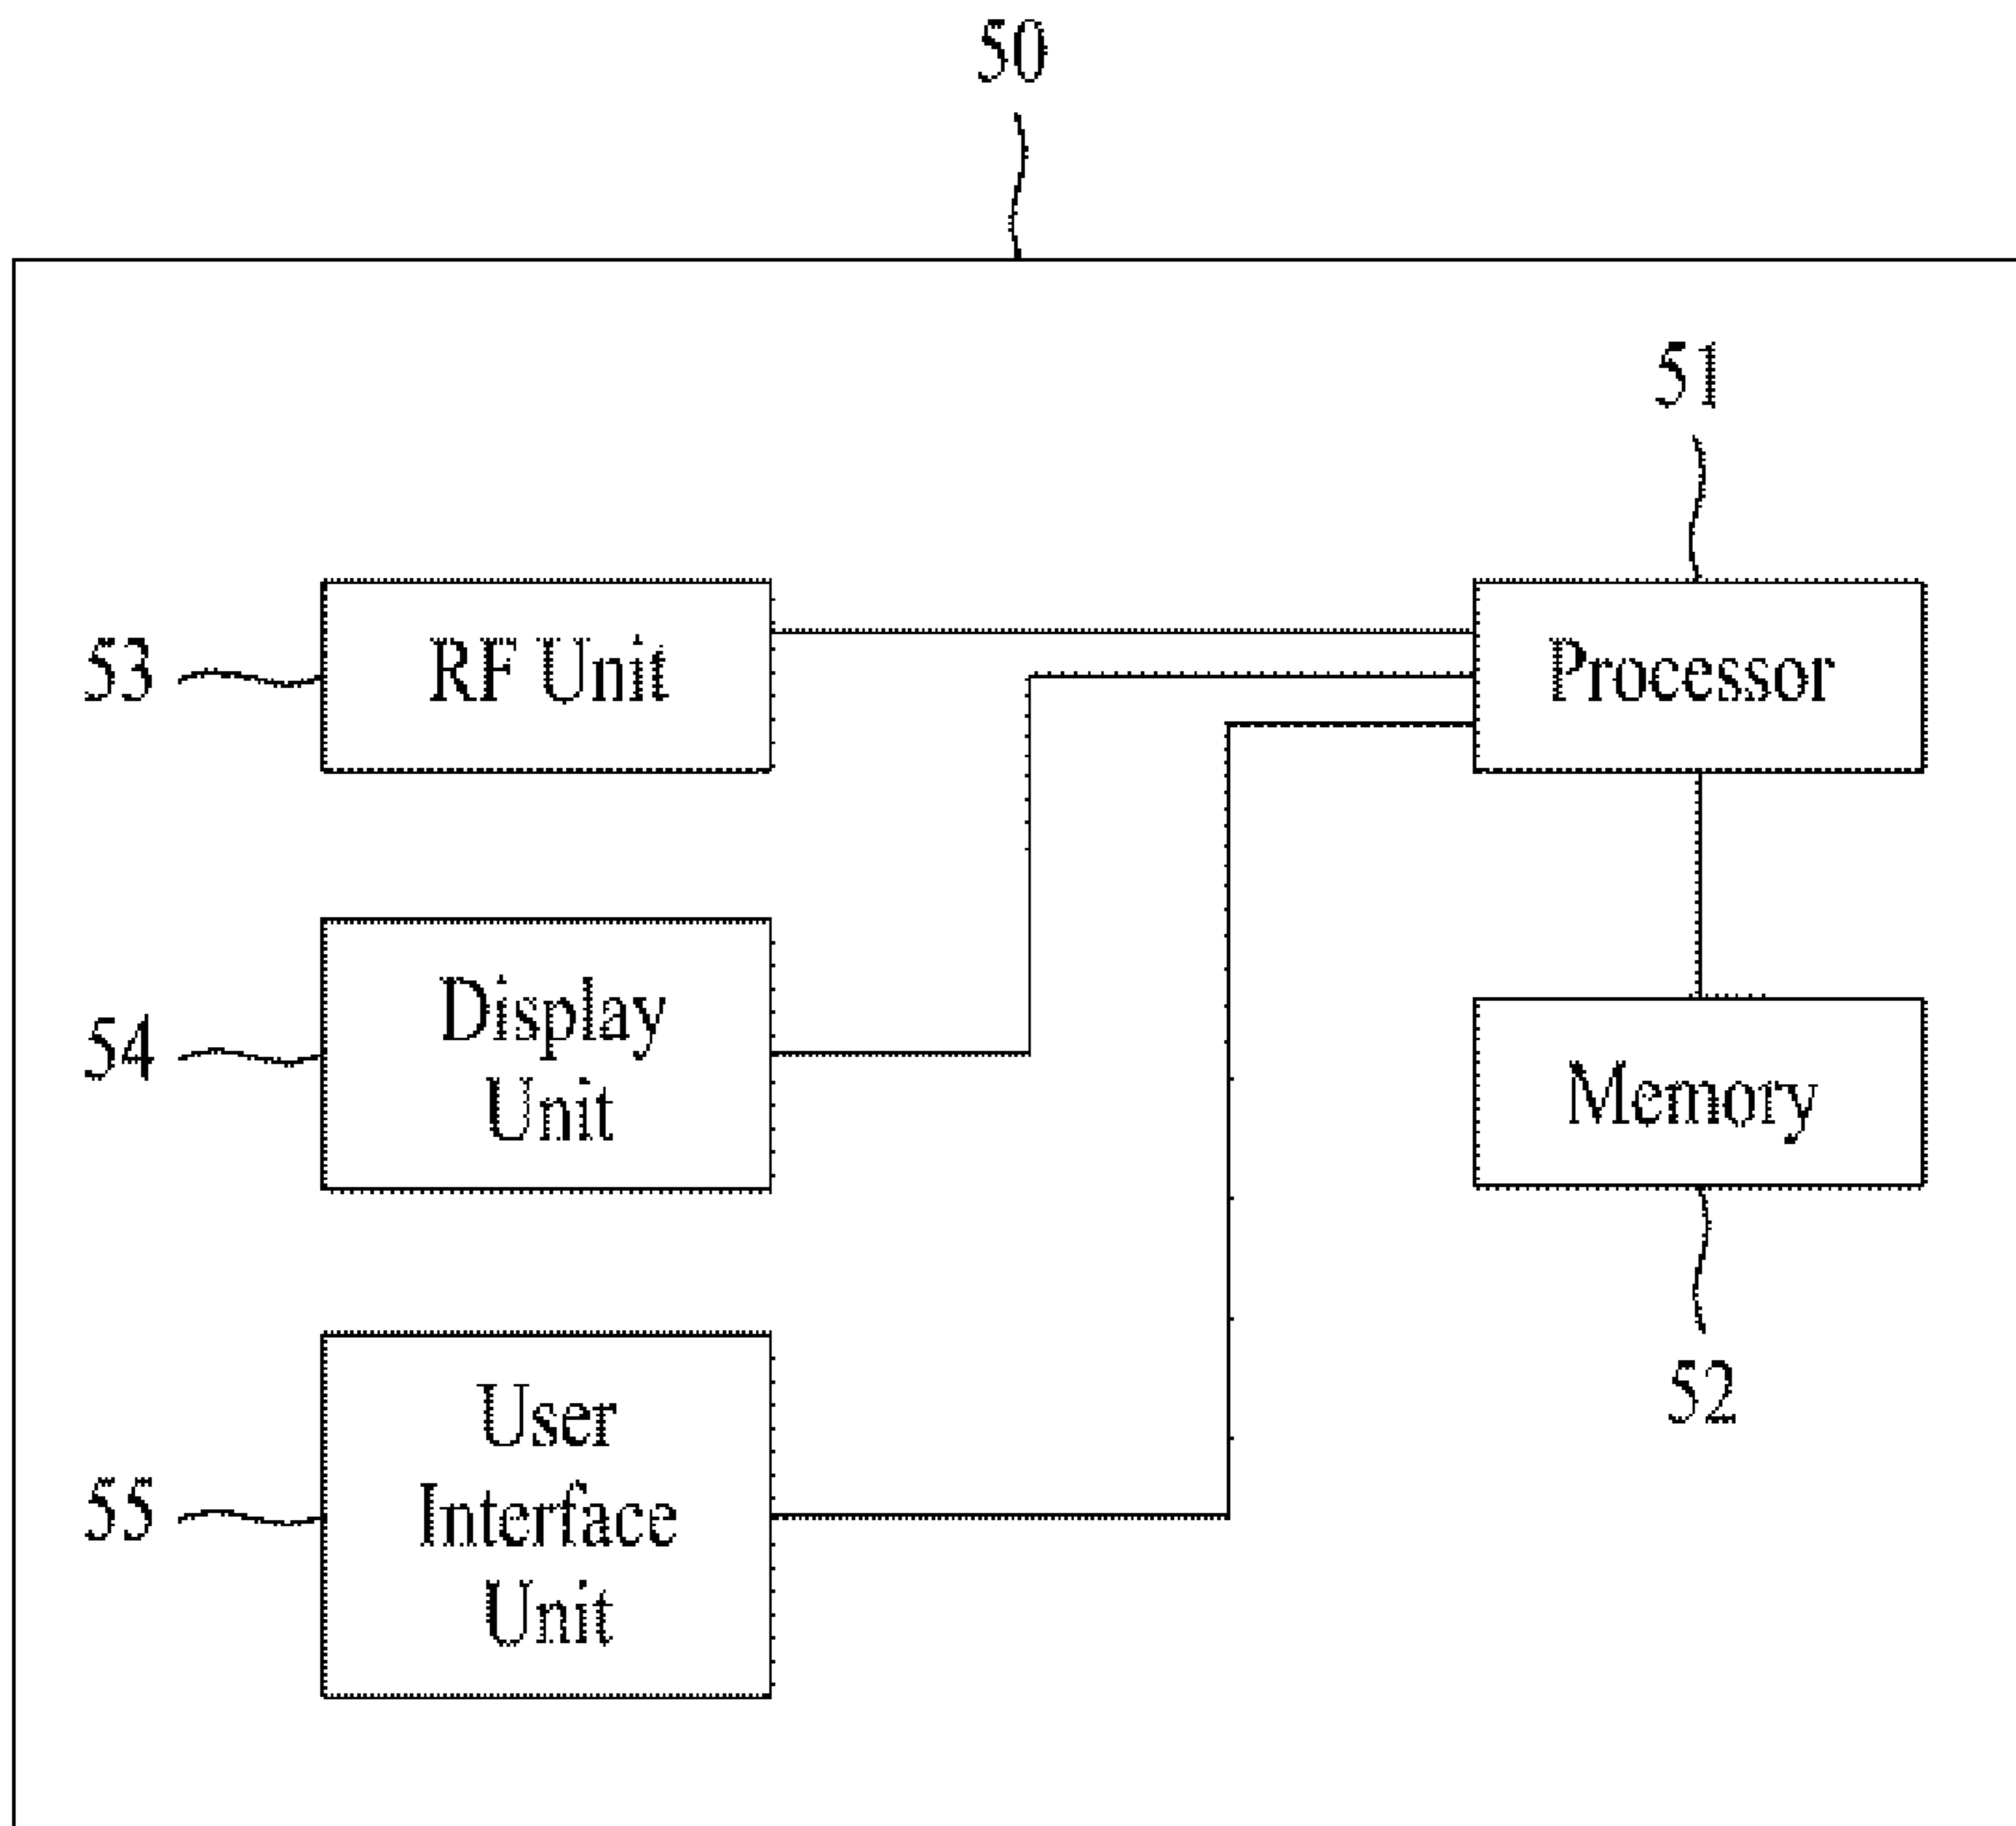 50
51
53
RF Unit
Processor
54
Display
Unit
Memory
52
55
User
Interface
Unit